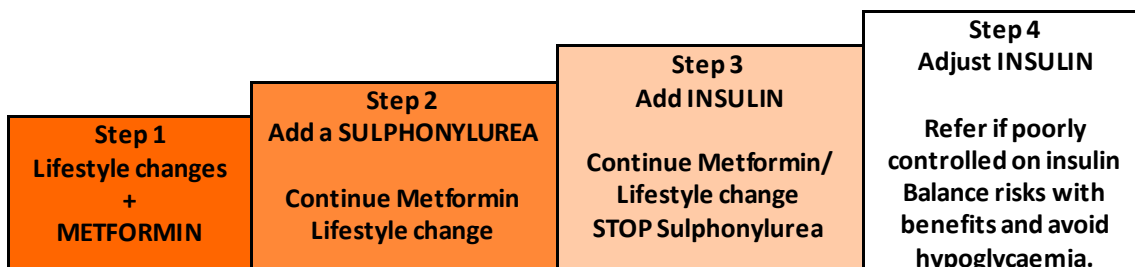 Step 1
Lifestyle changes
+
METFORMIN
Step 2
Add a SULPHONYLUREA
Continue Metformin
Lifestyle change
Step 3
Add INSULIN
Continue Metformin/
Lifestyle change
STOP Sulphonylurea
Step 4
Adjust INSULIN
Refer if poorly
controlled on insulin
Balance risks with
benefits and avoid
hypoglycaemia.